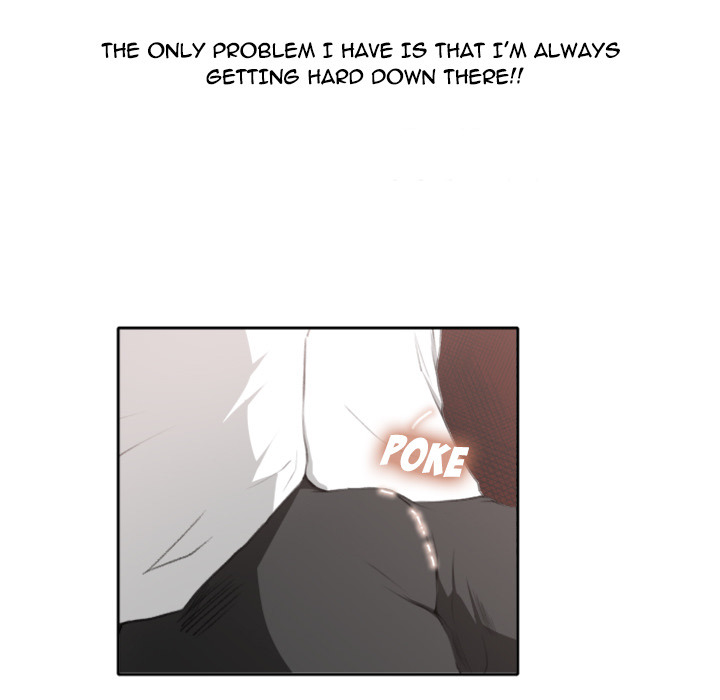 THE ONLY PROBLEM I HAVE IS THAT I'M ALWAYS
GETTING HARD DOWN THERE!!
POKE